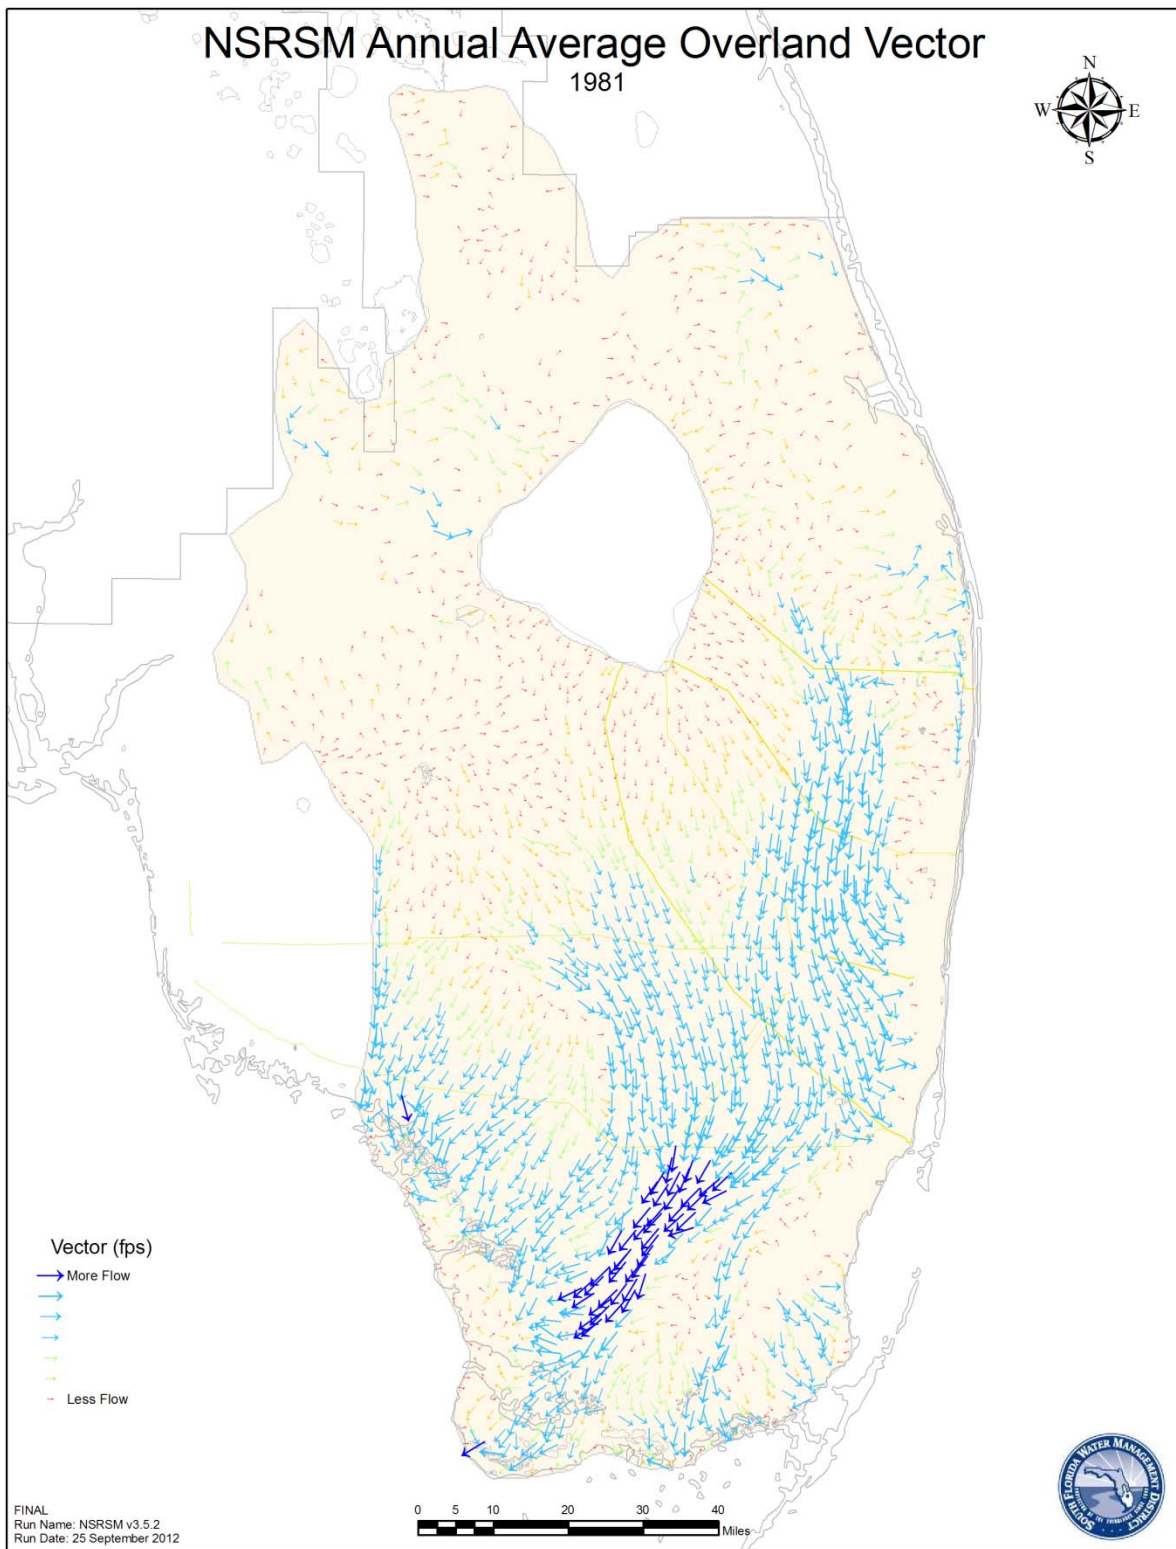 NSRSM Annual Average Overland Vector
1981
N
W E
S
Vector (fps)
More Flow
Less Flow
FINAL
Run Name: NSRSM v3.5.2
Run Date: 25 September 2012
0 5 10 20 30 40
Miles
SOUTH FLORIDA WATER MANAGEMENT DISTRICT